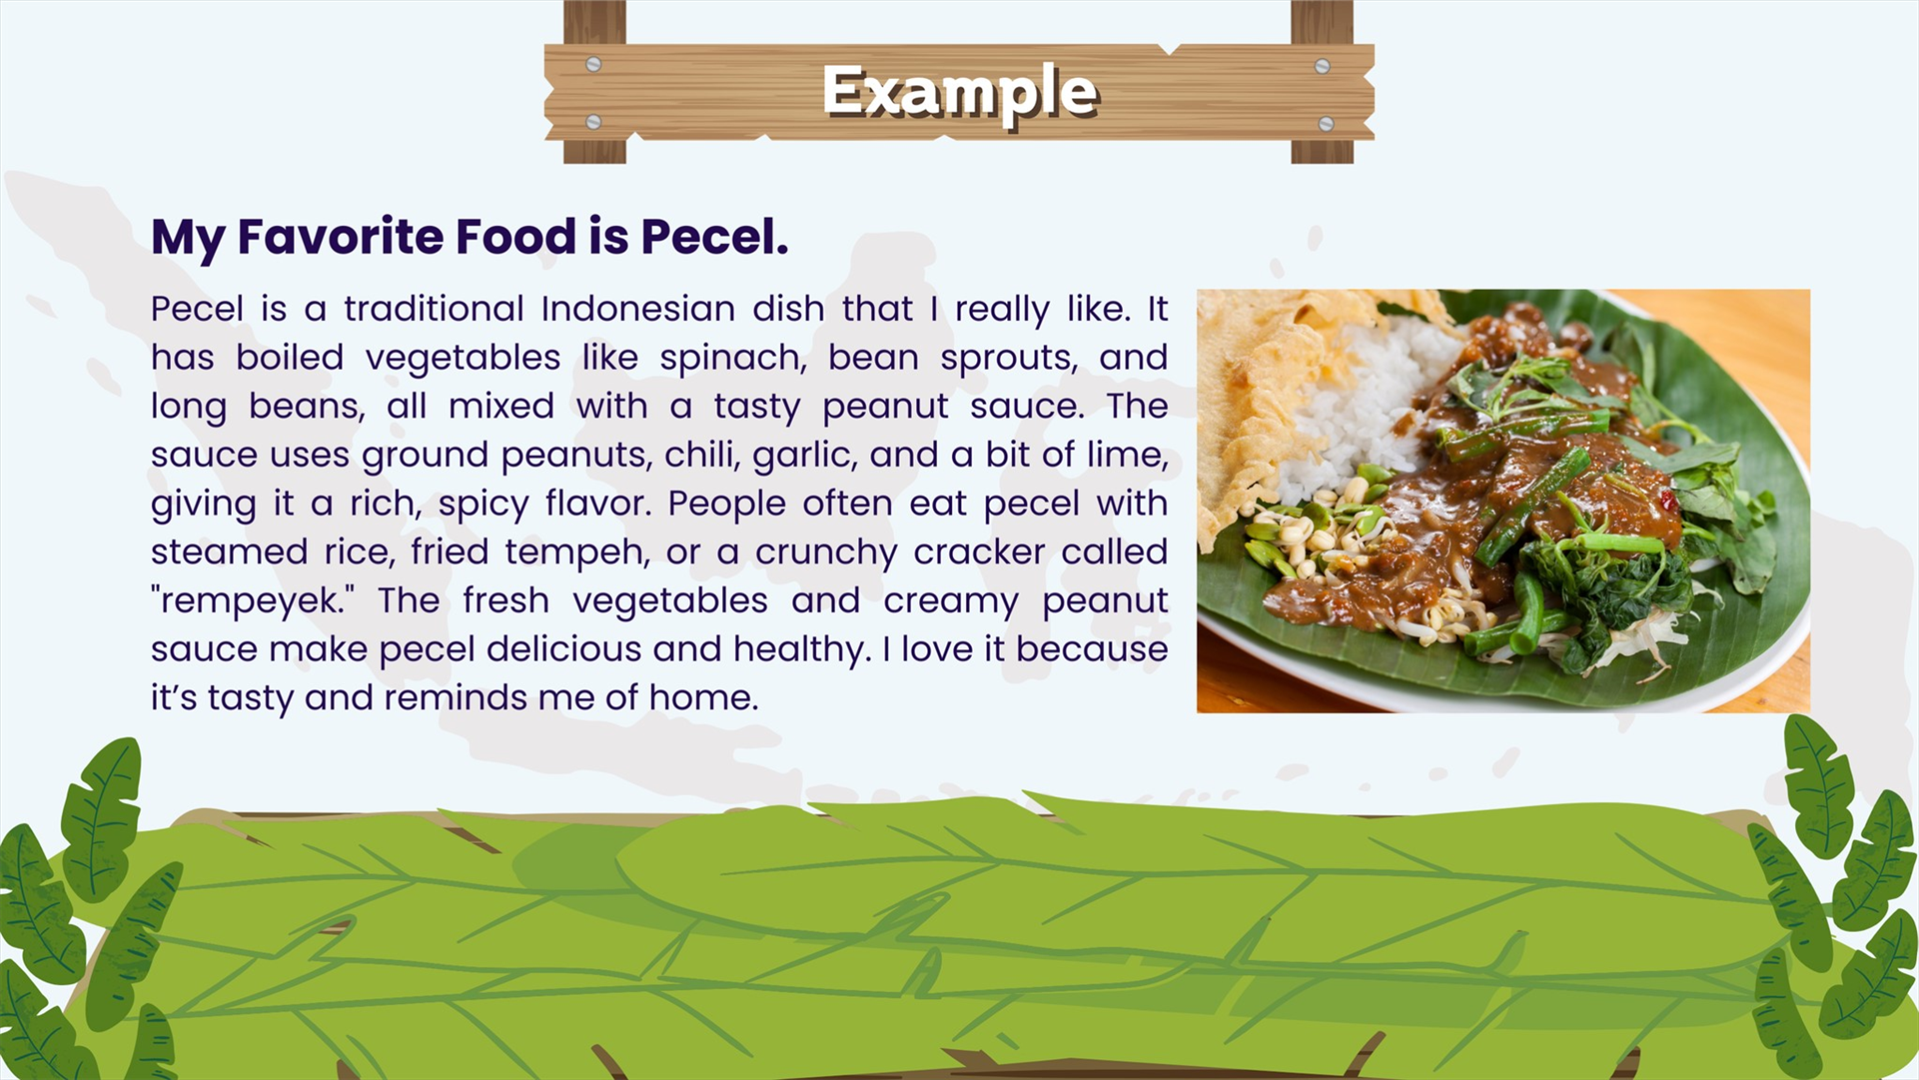 Example
My Favorite Food is Pecel.
Pecel is a traditional Indonesian dish that I really like. It
has boiled vegetables like spinach, bean sprouts, and
long beans, all mixed with a tasty peanut sauce. The
sauce uses ground peanuts, chili, garlic, and a bit of lime,
giving it a rich, spicy flavor. People often eat pecel with
steamed rice, fried tempeh, or a crunchy cracker called
"rempeyek." The fresh vegetables and creamy peanut
sauce make pecel delicious and healthy. I love it because
it’s tasty and reminds me of home.